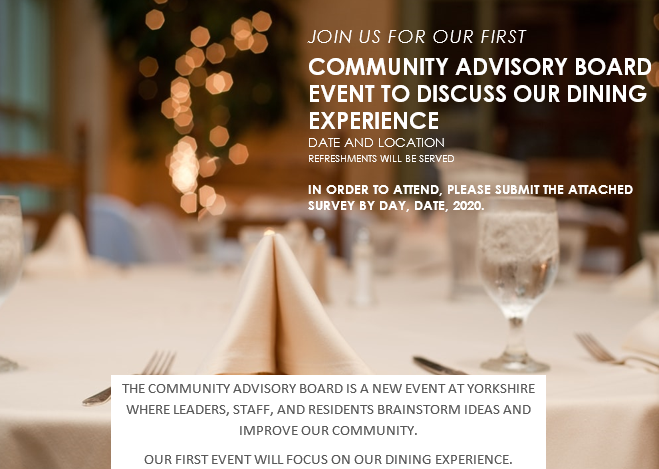 JOIN US FOR OUR FIRST
COMMUNITY ADVISORY BOARD
EVENT TO DISCUSS OUR DINING
EXPERIENCE
DATE AND LOCATION
REFRESHMENTS WILL BE SERVED
IN ORDER TO ATTEND, PLEASE SUBMIT THE ATTACHED
SURVEY BY DAY, DATE, 2020.
THE COMMUNITY ADVISORY BOARD IS A NEW EVENT AT YORKSHIRE
WHERE LEADERS, STAFF, AND RESIDENTS BRAINSTORM IDEAS AND
IMPROVE OUR COMMUNITY.
OUR FIRST EVENT WILL FOCUS ON OUR DINING EXPERIENCE.